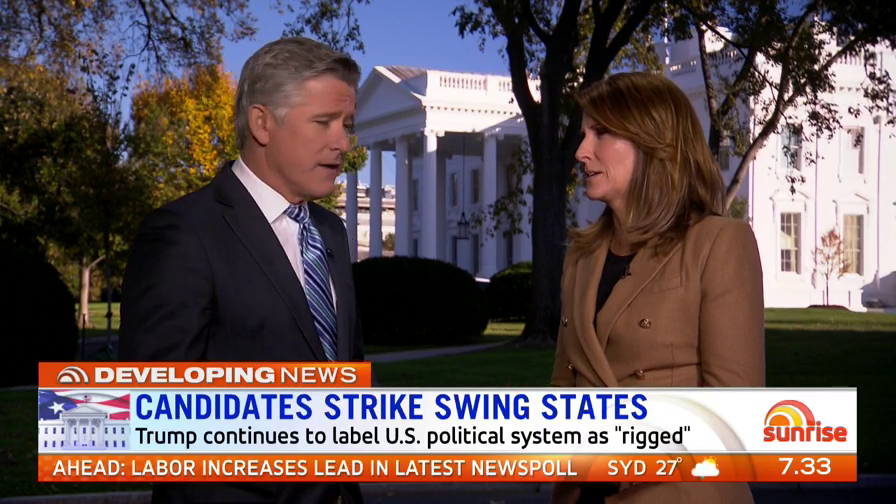 DEVELOPING NEWS
CANDIDATES STRIKE SWING STATES
Trump continues to label U.S. political system as "rigged"
sunrise
AHEAD: LABOR INCREASES LEAD IN LATEST NEWSPOLL SYD 27° 7.33